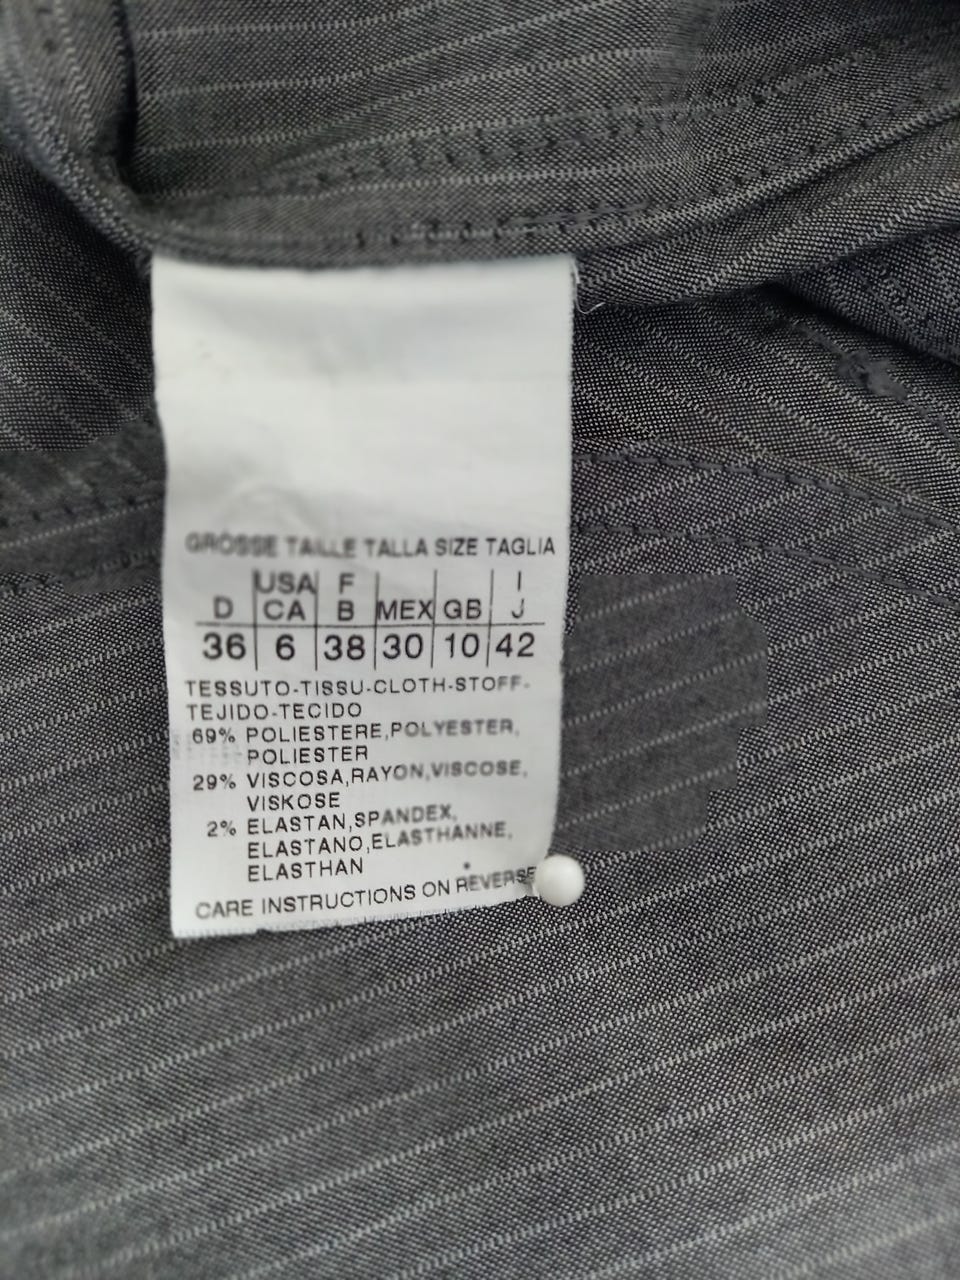 GRÖSSE TAILLE TALLA SIZE TAGLIA
D USA CA F B MEX GB I J
36 6 38 30 10 42
TESSUTO-TISSU-CLOTH-STOFF-
TEJIDO-TECIDO
69% POLIESTERE,POLYESTER,
POLIESTER
29% VISCOSA,RAYON,VISCOSE,
VISKOSE
2% ELASTAN,SPANDEX,
ELASTANO,ELASTHANNE,
ELASTHAN
CARE INSTRUCTIONS ON REVERSE